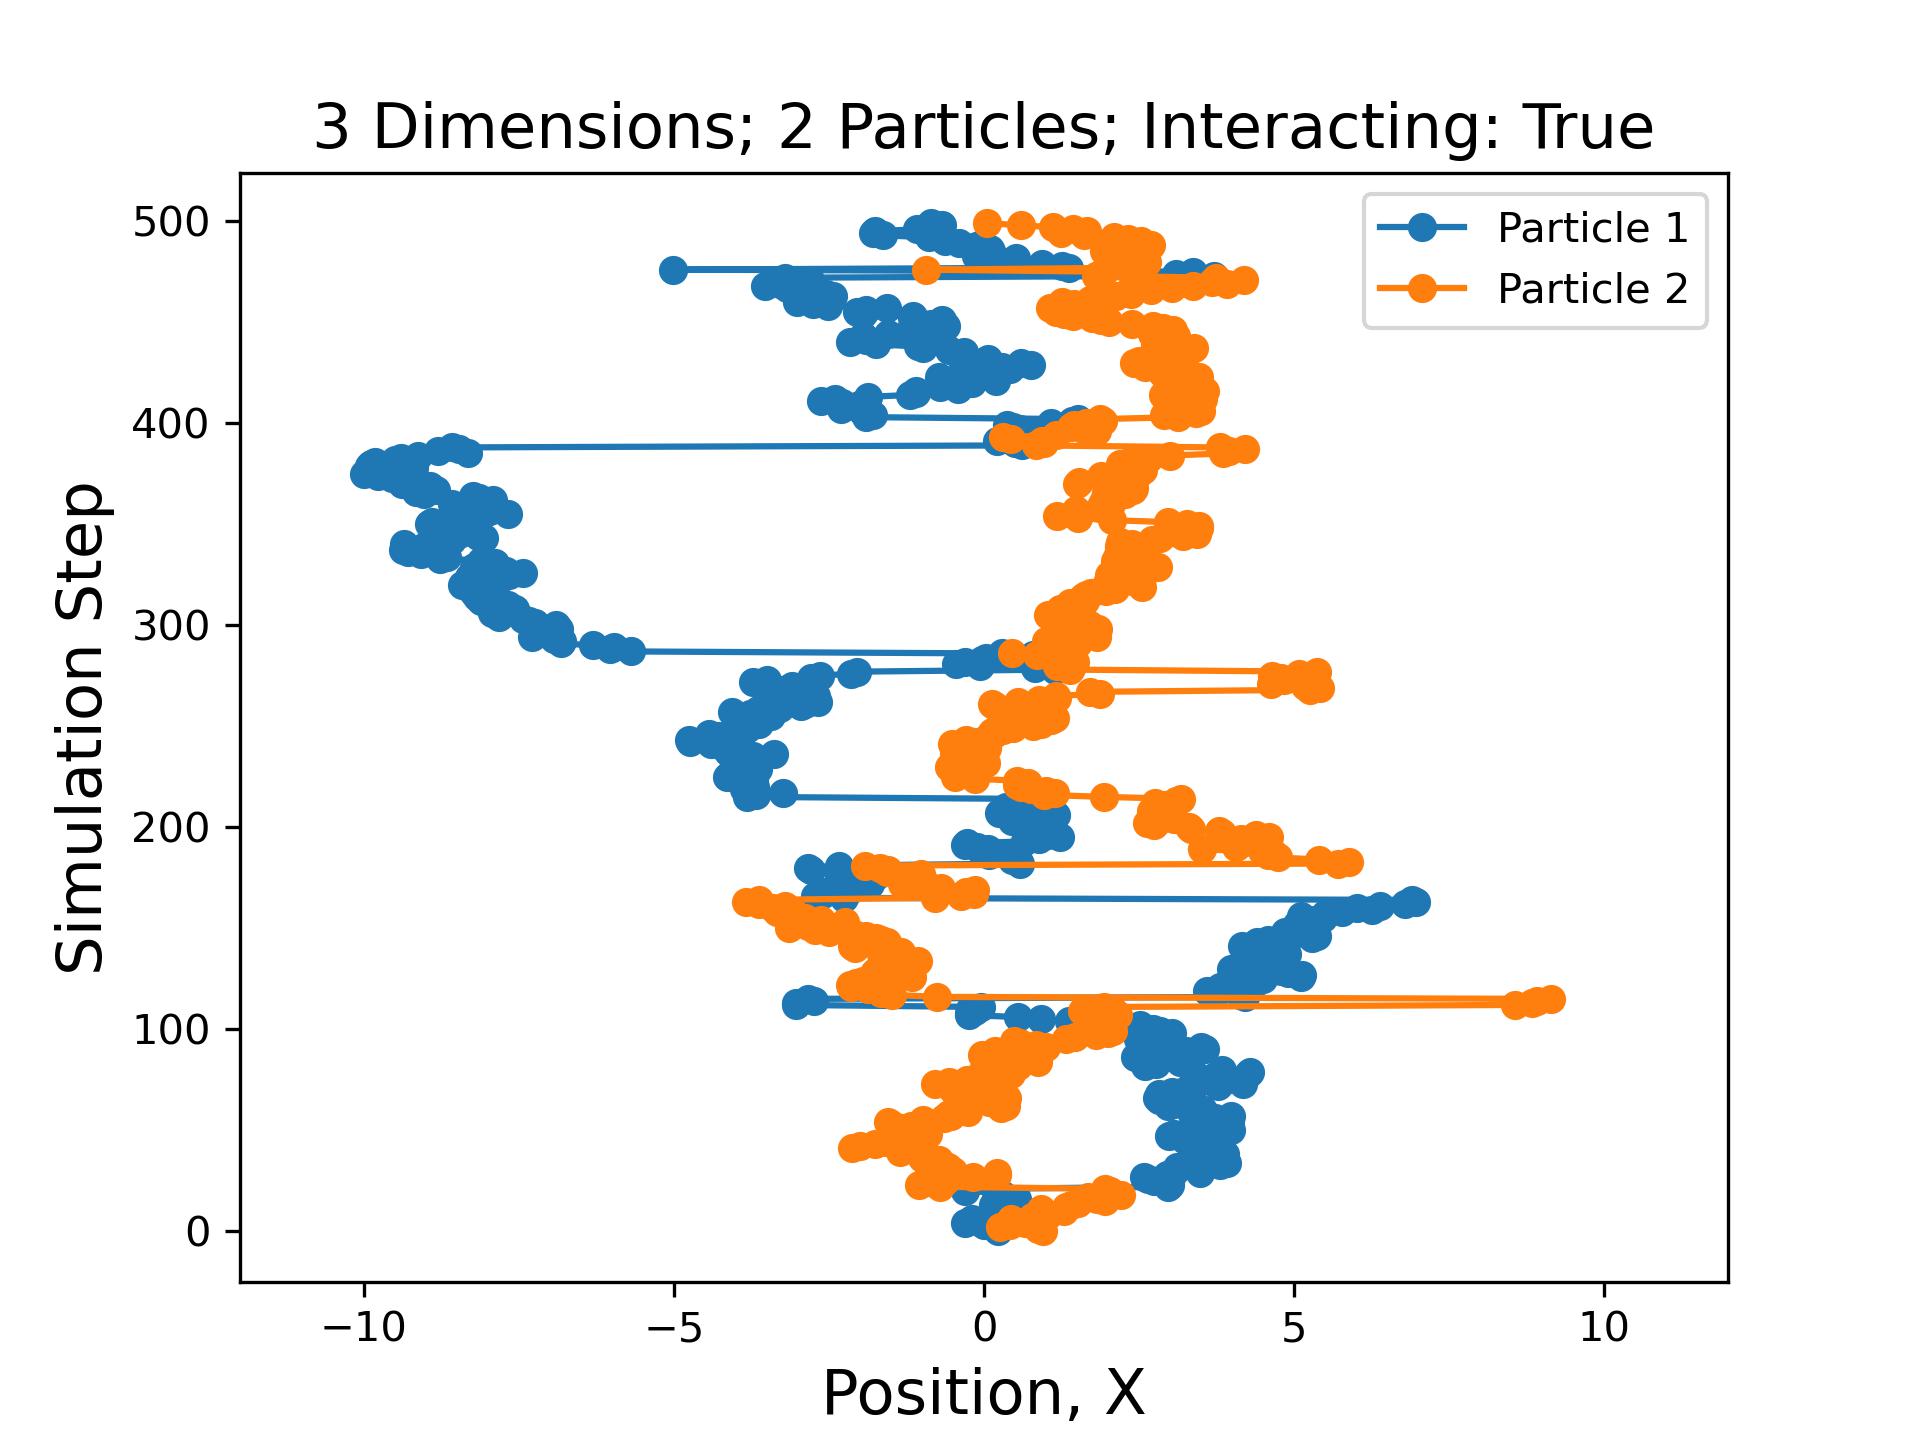 3 Dimensions; 2 Particles; Interacting: True
Particle 1
Particle 2
Simulation Step
500
400
300
200
100
0
−10
−5
0
5
10
Position, X